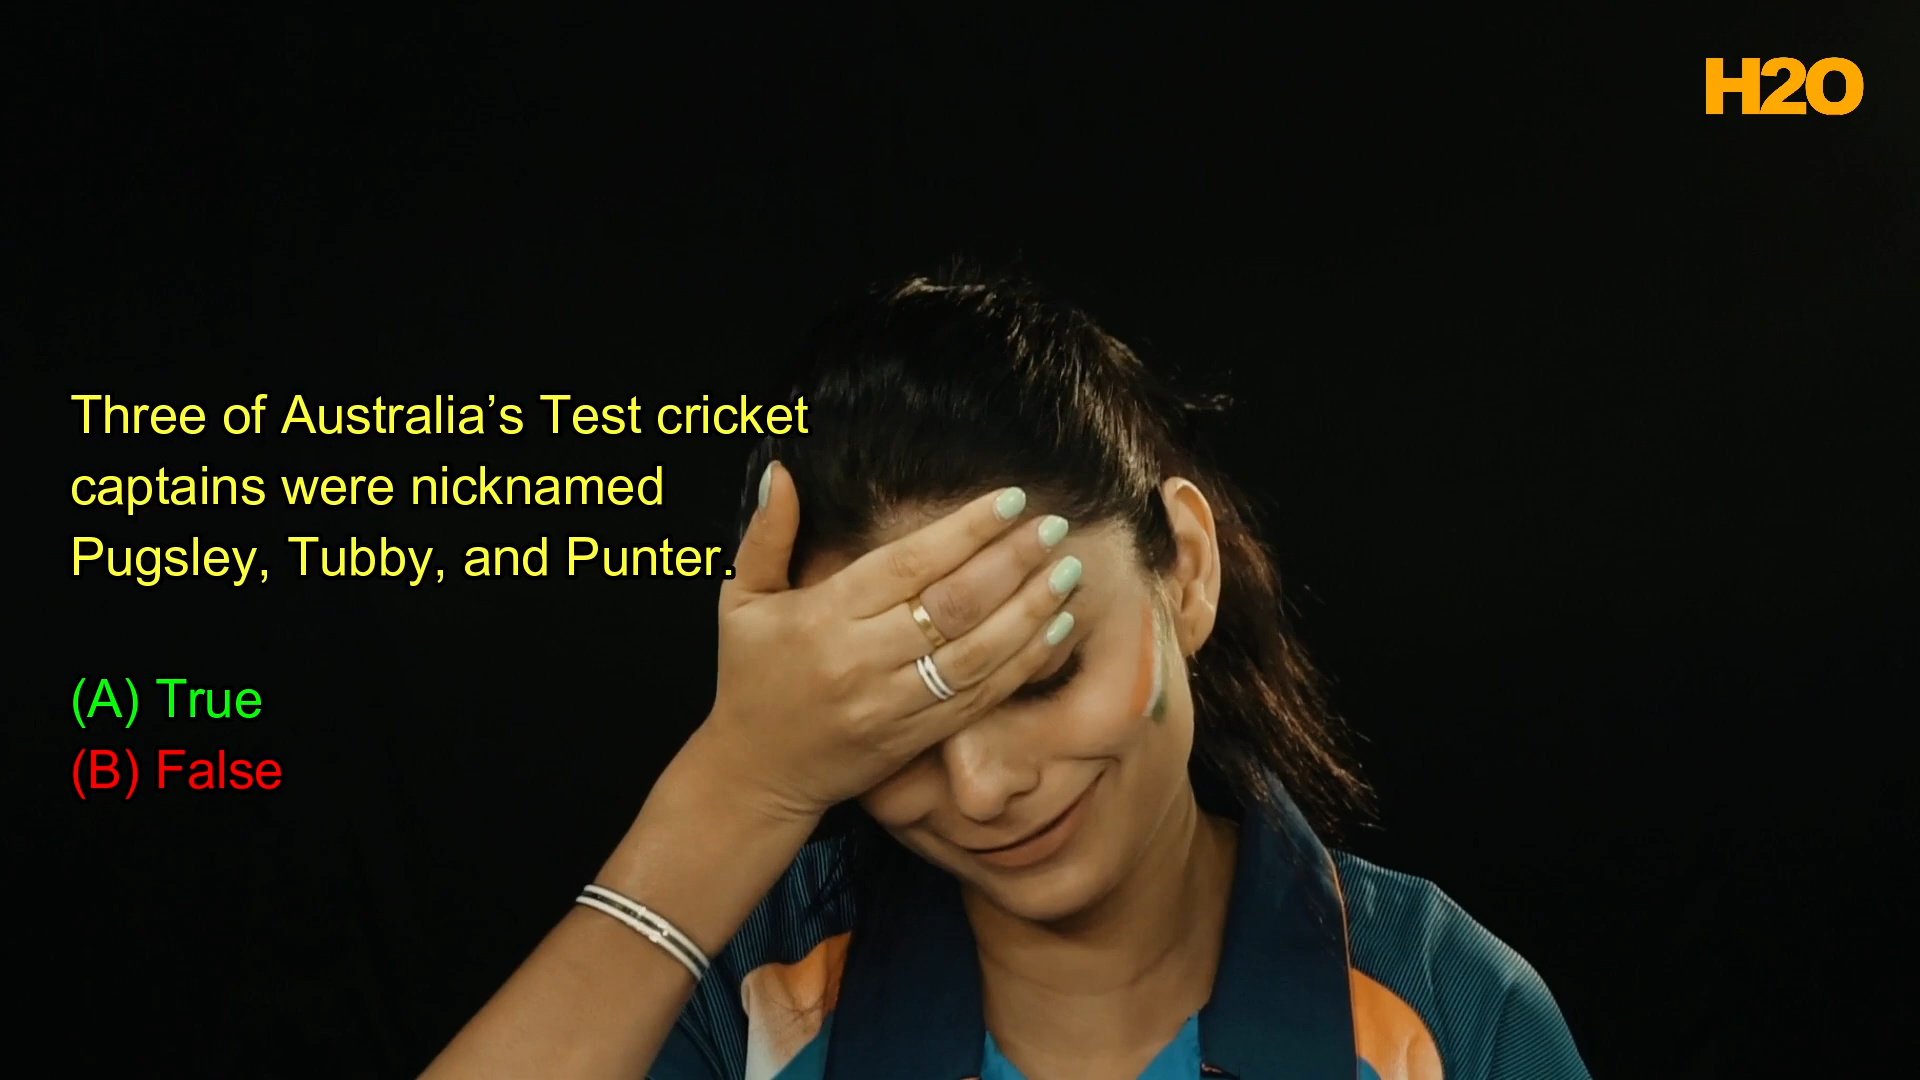 H2O
Three of Australia’s Test cricket
captains were nicknamed
Pugsley, Tubby, and Punter.
(A) True
(B) False